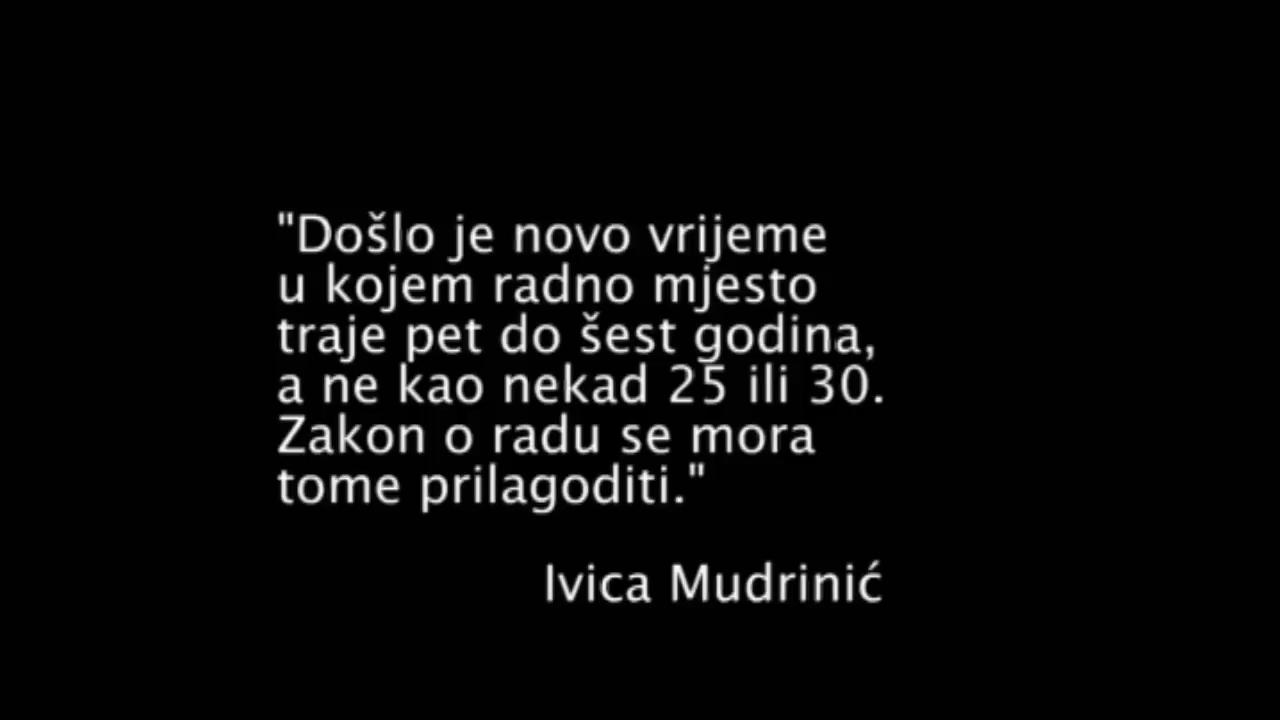 "Došlo je novo vrijeme
u kojem radno mjesto
traje pet do šest godina,
a ne kao nekad 25 ili 30.
Zakon o radu se mora
tome prilagoditi."
Ivica Mudrinić